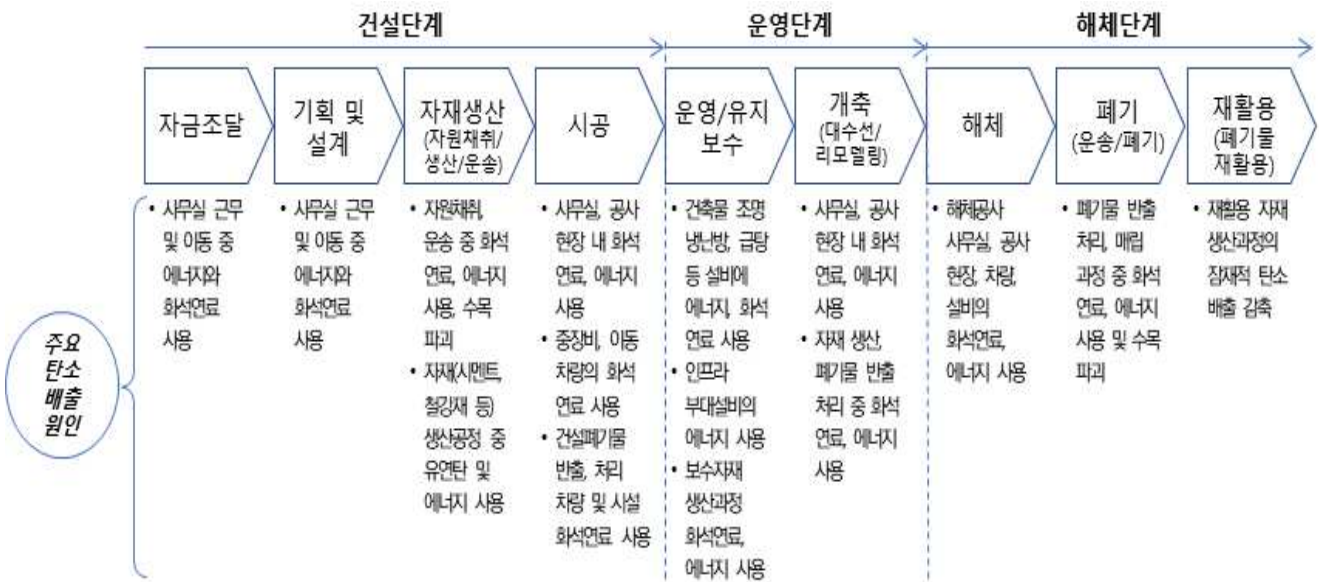 건설단계
운영단계
해체단계
자금조달
기획 및
설계
자재생산
(자원채취/
생산/운송)
시공
운영/유지
보수
개축
(대수선/
리모델링)
해체
폐기
(운송/폐기)
재활용
(폐기물
재활용)
주요
탄소
배출
원인
• 사무실 근무
및 이동 중
에너지와
화석연료
사용
• 사무실 근무
및 이동 중
에너지와
화석연료
사용
• 자원채취,
운송 중 화석
연료, 에너지
사용, 수목
파괴
• 자재(시멘트,
철강재 등)
생산공정 중
유연탄 및
에너지 사용
• 사무실, 공사
현장 내 화석
연료, 에너지
사용
• 중장비, 이동
차량의 화석
연료 사용
• 건설폐기물
반출, 처리
차량 및 시설
화석연료 사용
• 건축물 조명
냉난방, 급탕
등 설비에
에너지, 화석
연료 사용
• 인프라
부대설비의
에너지 사용
• 보수자재
생산과정
화석연료,
에너지 사용
• 사무실, 공사
현장 내 화석
연료, 에너지
사용
• 자재 생산,
폐기물 반출
처리 중 화석
연료, 에너지
사용
• 해체공사
사무실, 공사
현장, 차량,
설비의
화석연료,
에너지 사용
• 폐기물 반출
처리, 매립
과정 중 화석
연료, 에너지
사용 및 수목
파괴
• 재활용 자재
생산과정의
잠재적 탄소
배출 감축